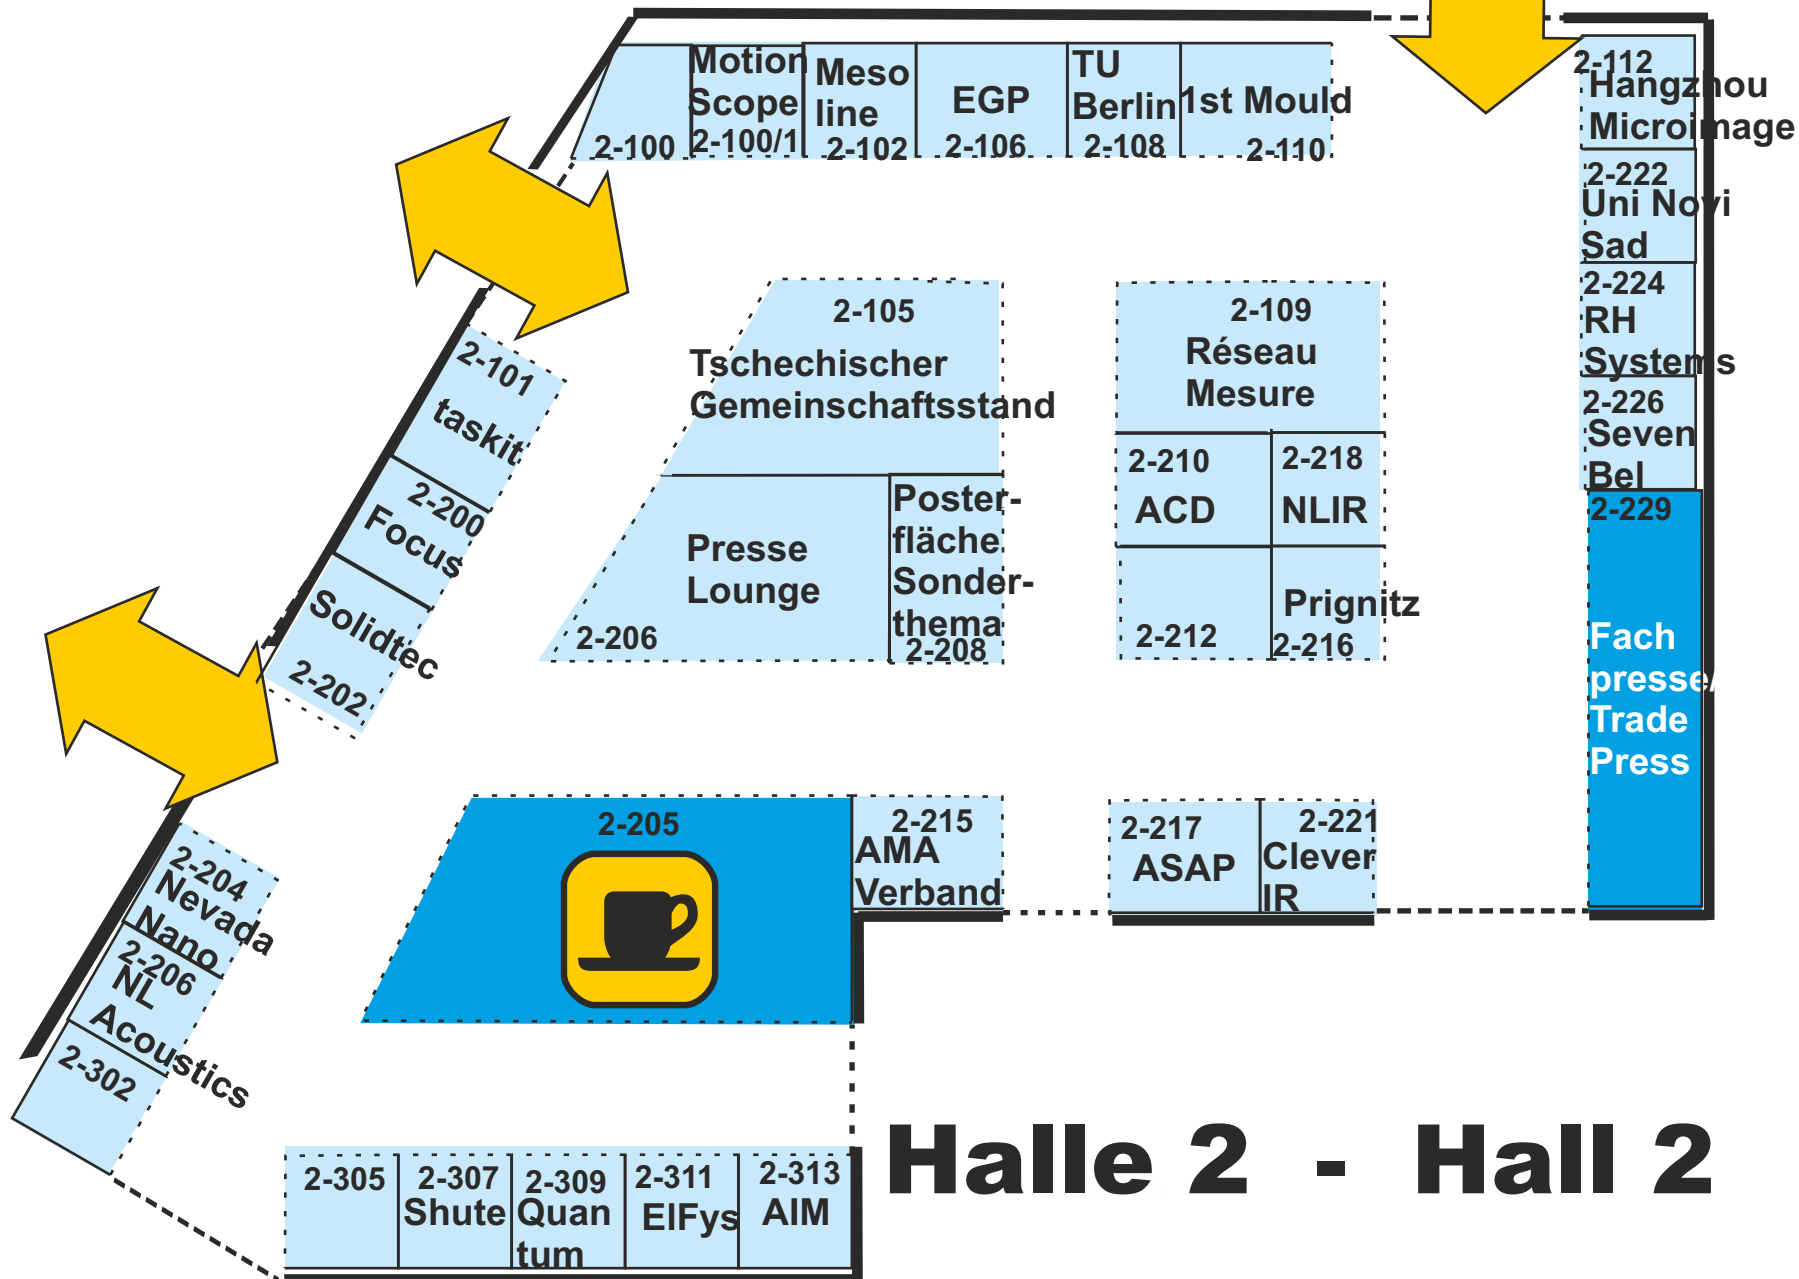 Motion
Scope
2-100/1
2-100
Meso
line
2-102
EGP
2-106
TU
Berlin
2-108
1st Mould
2-110
2-112
Hangzhou
Microimage
2-222
Uni Novi
Sad
2-224
RH
Systems
2-226
Seven
Bel
2-229
Fach
presse/
Trade
Press
2-101
taskit
2-200
Focus
Solidtec
2-202
2-105
Tschechischer
Gemeinschaftsstand
Presse
Lounge
2-206
Poster-
fläche
Sonder-
thema
2-208
2-109
Réseau
Mesure
2-210
ACD
2-218
NLIR
2-212
Prignitz
2-216
2-204
Nevada
Nano
2-206
NL
Acoustics
2-302
2-205
2-215
AMA
Verband
2-217
ASAP
2-221
Clever
IR
2-305
2-307
Shute
2-309
Quan
tum
2-311
ElFys
2-313
AIM
Halle 2 - Hall 2